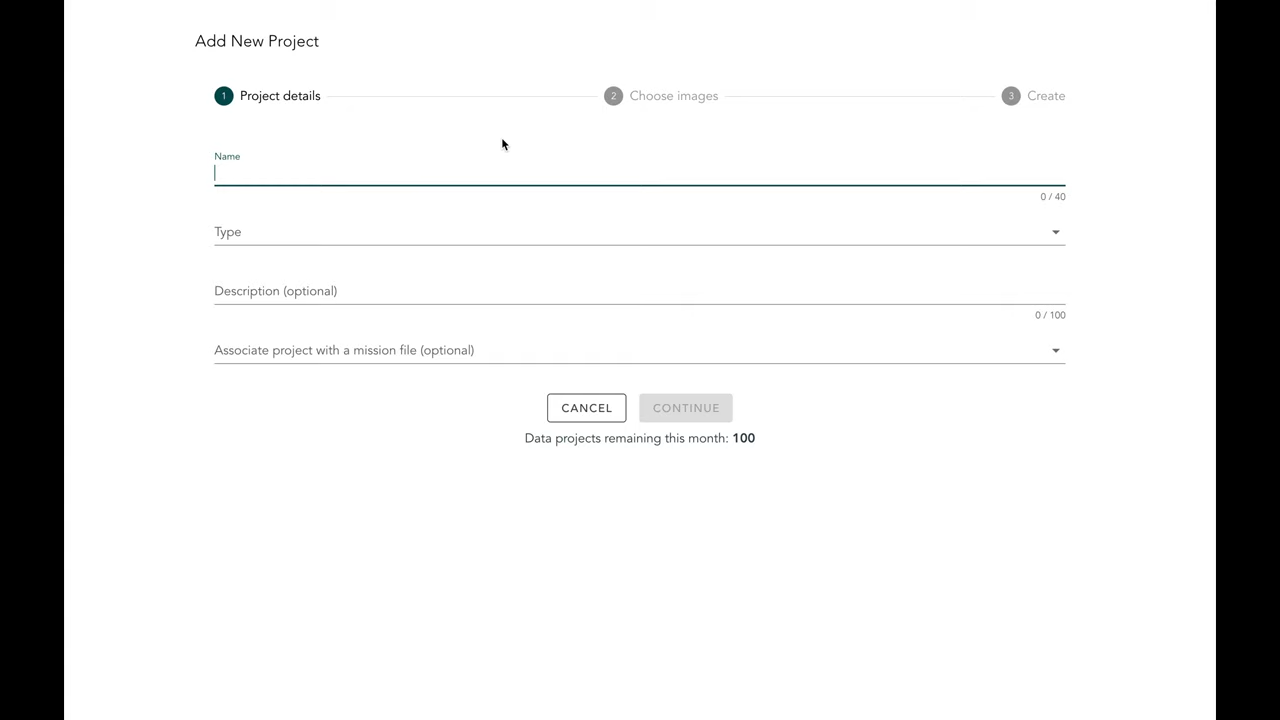 Add New Project
1 Project details 2 Choose images 3 Create
Name
0 / 40
Type
Description (optional)
0 / 100
Associate project with a mission file (optional)
CANCEL CONTINUE
Data projects remaining this month: 100